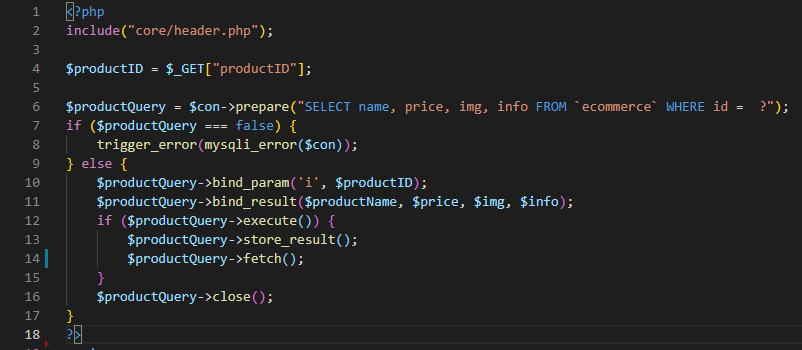 1 <?php
2 include("core/header.php");
3
4 $productID = $_GET["productID"];
5
6 $productQuery = $con->prepare("SELECT name, price, img, info FROM `ecommerce` WHERE id =  ?");
7 if ($productQuery === false) {
8     trigger_error(mysqli_error($con));
9 } else {
10     $productQuery->bind_param('i', $productID);
11     $productQuery->bind_result($productName, $price, $img, $info);
12     if ($productQuery->execute()) {
13         $productQuery->store_result();
14         $productQuery->fetch();
15     }
16     $productQuery->close();
17 }
18 ?>